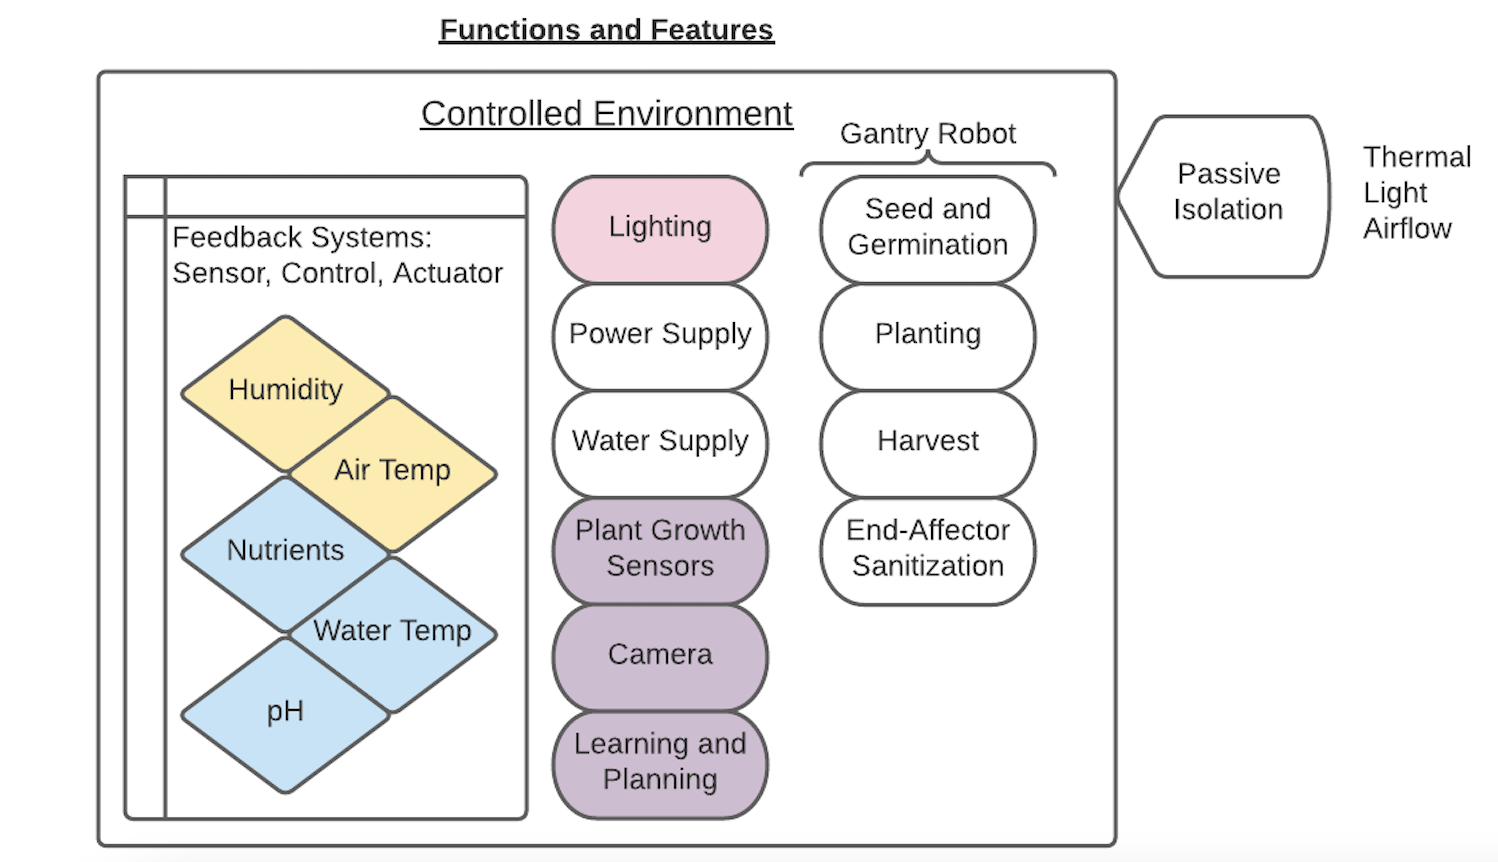 Functions and Features
Controlled Environment
Gantry Robot
Feedback Systems:
Sensor, Control, Actuator
Humidity
Air Temp
Nutrients
Water Temp
pH
Lighting
Power Supply
Water Supply
Plant Growth
Sensors
Camera
Learning and
Planning
Seed and
Germination
Planting
Harvest
End-Affector
Sanitization
Passive
Isolation
Thermal
Light
Airflow